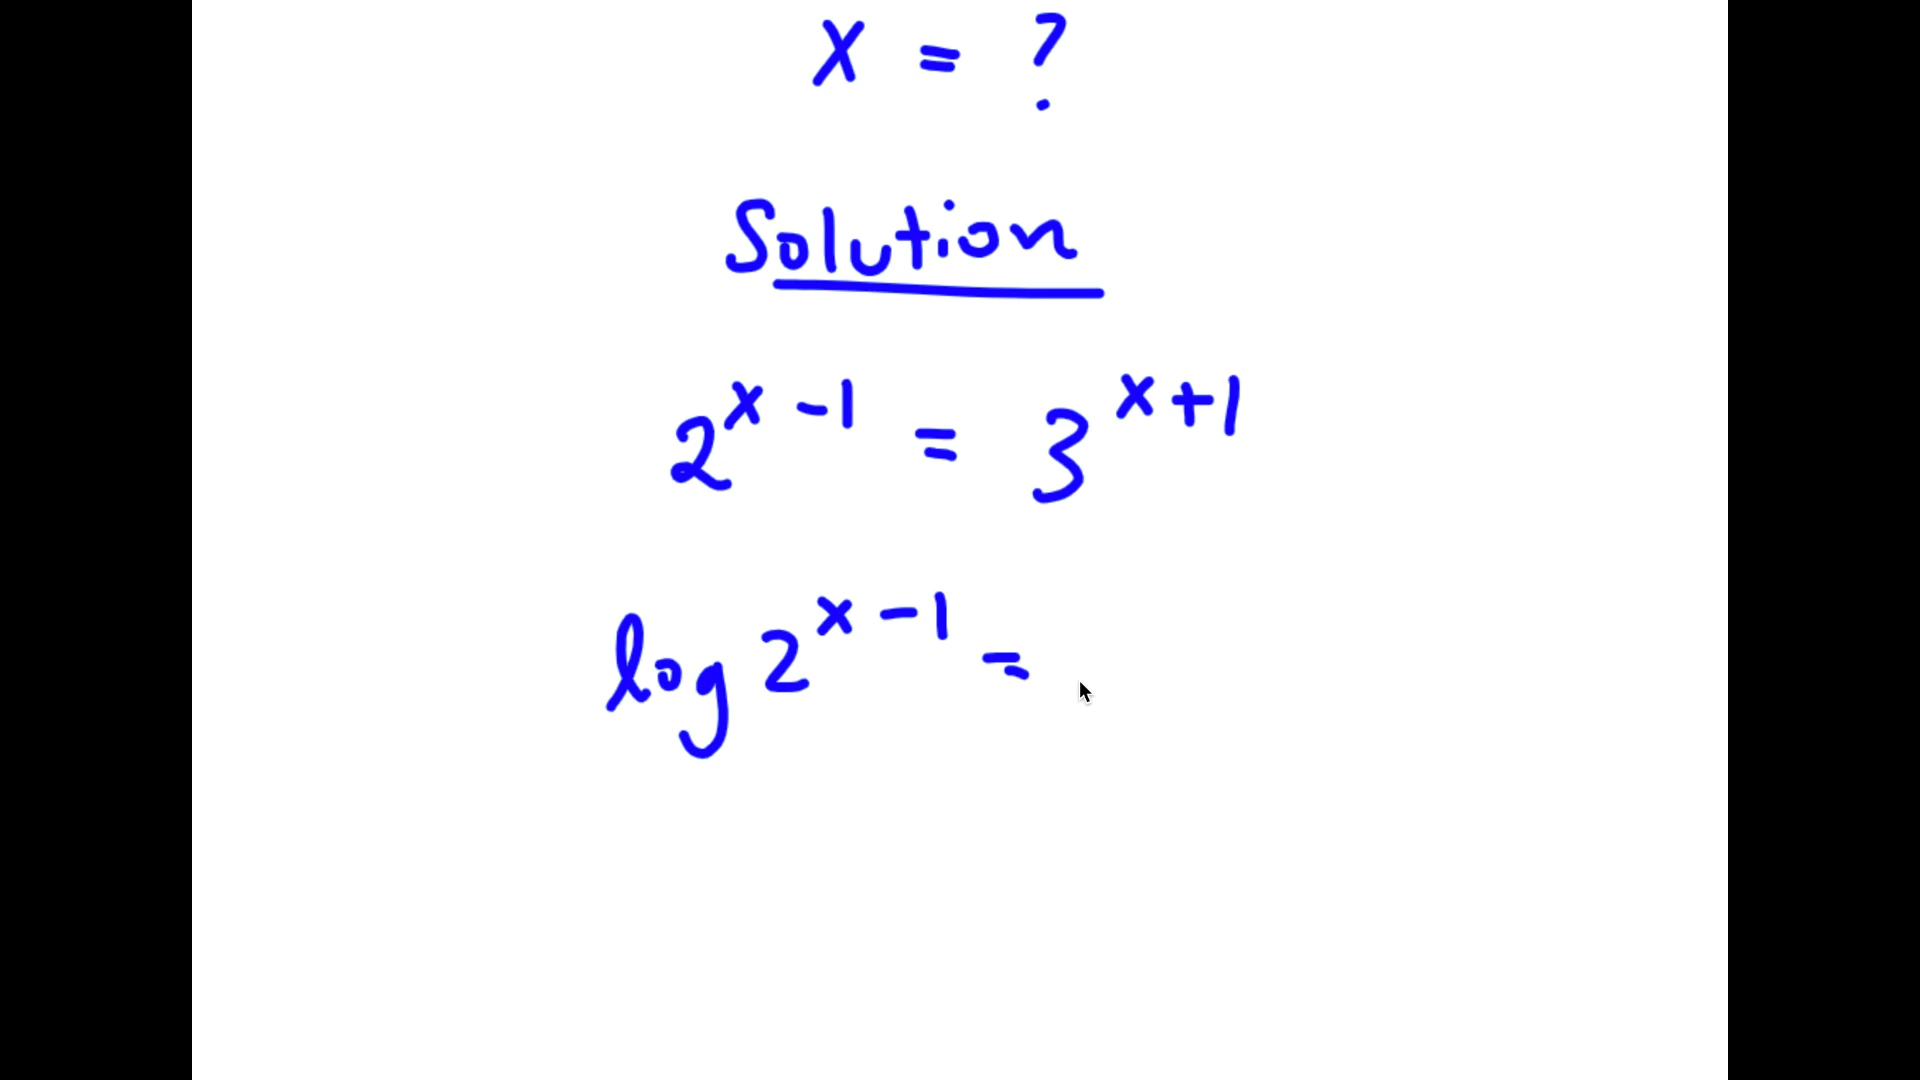 x = ?
Solution
2^{x-1} = 3^{x+1}
log 2^{x-1} =